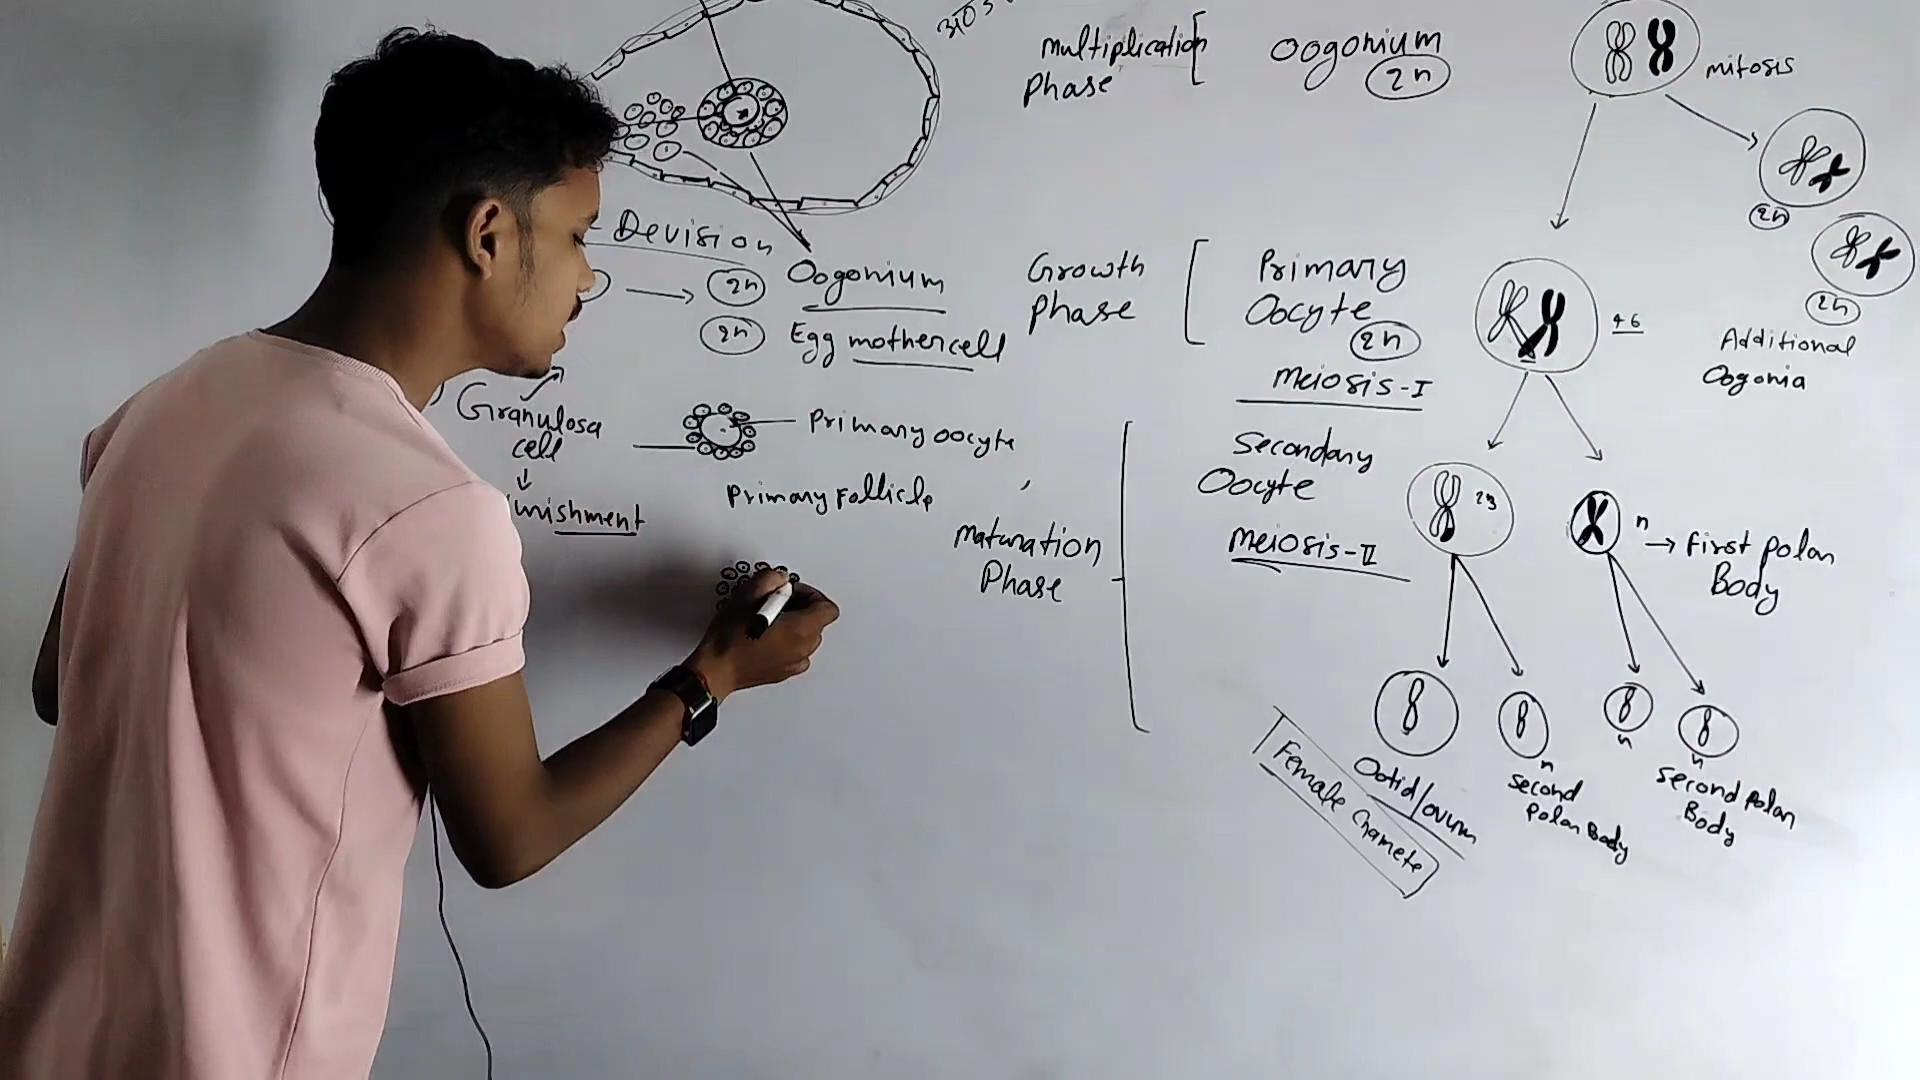 Multiplication
Phase
Oogonium
2n
mitosis
2n
2n
Additional
Oogonia
Devision
2n
Oogonium
2n
Egg mothercell
Growth
Phase
Primary
Oocyte
2n
46
Meiosis-I
Granulosa
cell
Primary oocyte
Primary Follicle
Maturation
Phase
Secondary
Oocyte
23
Meiosis-II
n
→ First Polar
Body
Ootid/ovum
n
second
Polar Body
n
n
second Polar
Body
Female Gamete